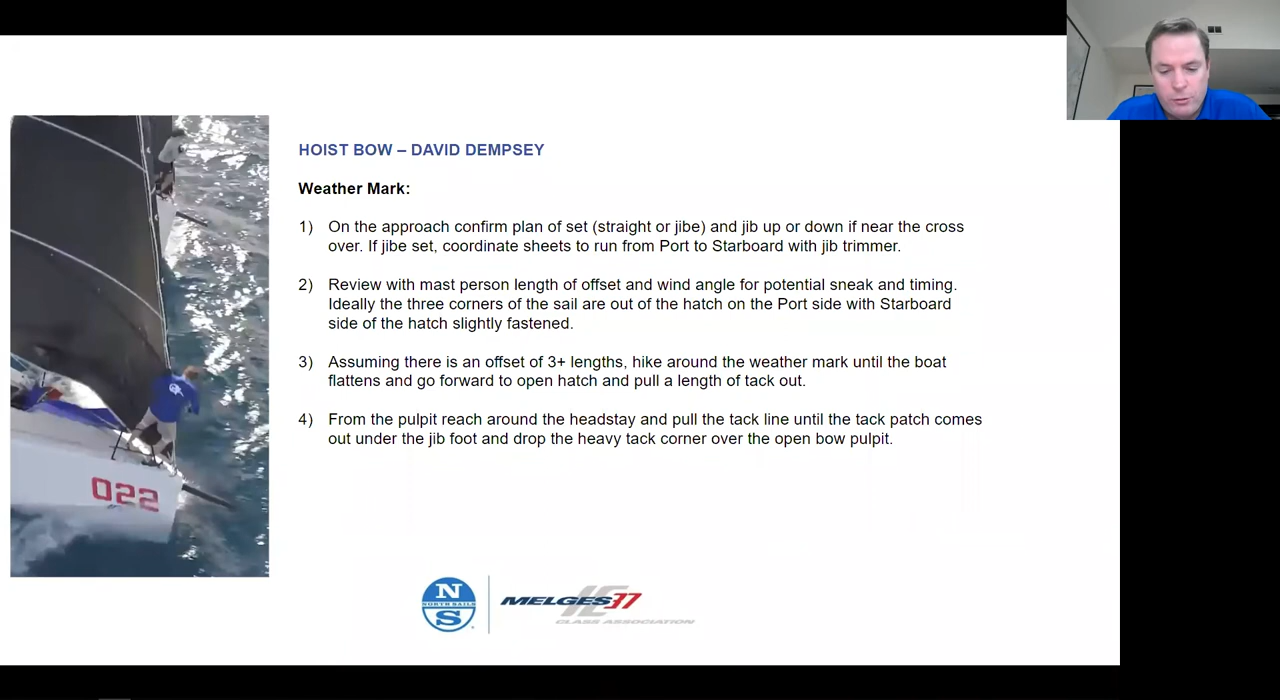 HOIST BOW – DAVID DEMPSEY
Weather Mark:
1) On the approach confirm plan of set (straight or jibe) and jib up or down if near the cross
over. If jibe set, coordinate sheets to run from Port to Starboard with jib trimmer.
2) Review with mast person length of offset and wind angle for potential sneak and timing.
Ideally the three corners of the sail are out of the hatch on the Port side with Starboard
side of the hatch slightly fastened.
3) Assuming there is an offset of 3+ lengths, hike around the weather mark until the boat
flattens and go forward to open hatch and pull a length of tack out.
4) From the pulpit reach around the headstay and pull the tack line until the tack patch comes
out under the jib foot and drop the heavy tack corner over the open bow pulpit.
022
N
NORTH SAILS
S
MELGES IC 37
CLASS ASSOCIATION